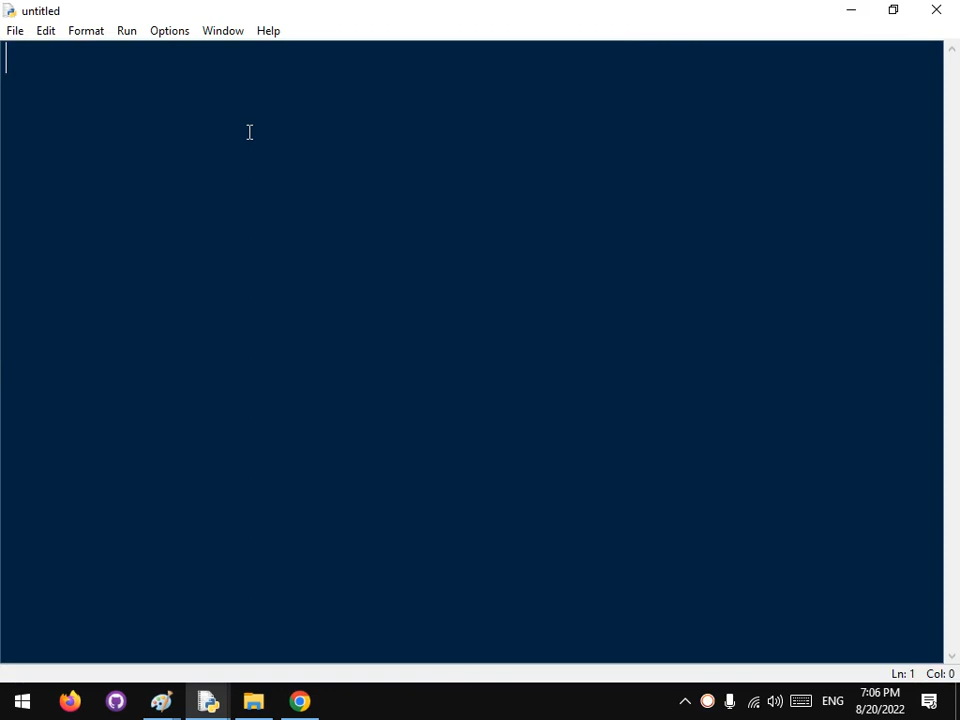 untitled
File Edit Format Run Options Window Help
Ln: 1 Col: 0
ENG
7:06 PM
8/20/2022